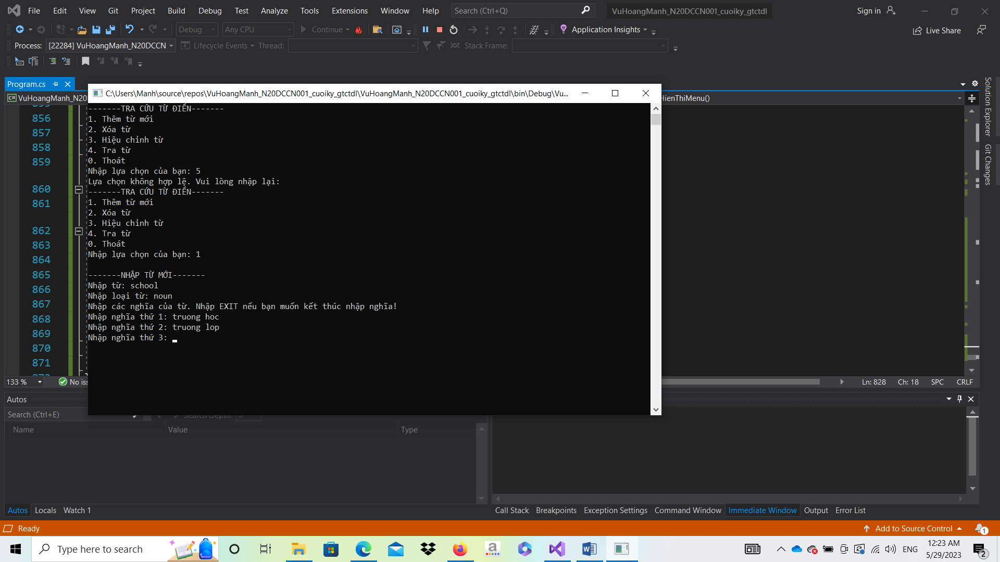 File Edit View Git Project Build Debug Test Analyze Tools Extensions Window Help Search (Ctrl+Q) VuHoangManh_N20DCCN001_cuoiky_gtctdl Sign in
Debug Any CPU Continue Application Insights Live Share
Process: [22284] VuHoangManh_N20DCCN Lifecycle Events Thread: Stack Frame:
Program.cs
VuHoangManh_N20
C:\Users\Manh\source\repos\VuHoangManh_N20DCCN001_cuoiky_gtctdl\VuHoangManh_N20DCCN001_cuoiky_gtctdl\bin\Debug\Vu...
HienThiMenu()
-------TRA CỨU TỪ ĐIỂN-------
1. Thêm từ mới
2. Xóa từ
3. Hiệu chỉnh từ
4. Tra từ
0. Thoát
Nhập lựa chọn của bạn: 5
Lựa chọn không hợp lệ. Vui lòng nhập lại:
-------TRA CỨU TỪ ĐIỂN-------
1. Thêm từ mới
2. Xóa từ
3. Hiệu chỉnh từ
4. Tra từ
0. Thoát
Nhập lựa chọn của bạn: 1
-------NHẬP TỪ MỚI-------
Nhập từ: school
Nhập loại từ: noun
Nhập các nghĩa của từ. Nhập EXIT nếu bạn muốn kết thúc nhập nghĩa!
Nhập nghĩa thứ 1: truong hoc
Nhập nghĩa thứ 2: truong lop
Nhập nghĩa thứ 3:
856
857
858
859
860
861
862
863
864
865
866
867
868
869
870
871
Solution Explorer
Git Changes
133 % No iss Ln: 828 Ch: 18 SPC CRLF
Autos
Search (Ctrl+E) Search Depth:
Name Value Type
Autos Locals Watch 1
Call Stack Breakpoints Exception Settings Command Window Immediate Window Output Error List
Ready Add to Source Control 1
Type here to search
ENG
12:23 AM
5/29/2023
2